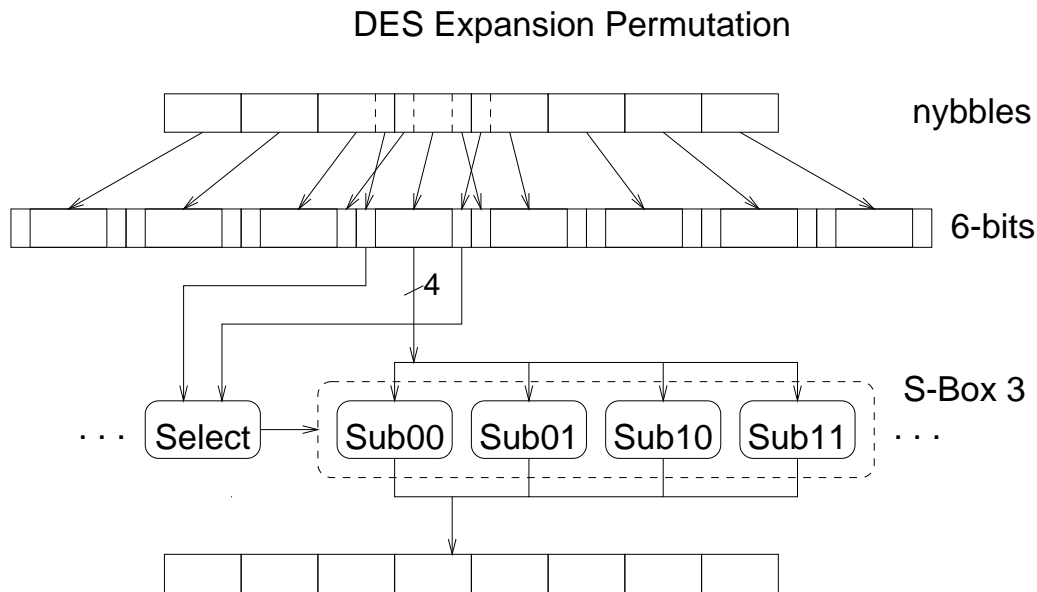 DES Expansion Permutation
nybbles
6-bits
4
S-Box 3
. . . Select Sub00 Sub01 Sub10 Sub11 . . .